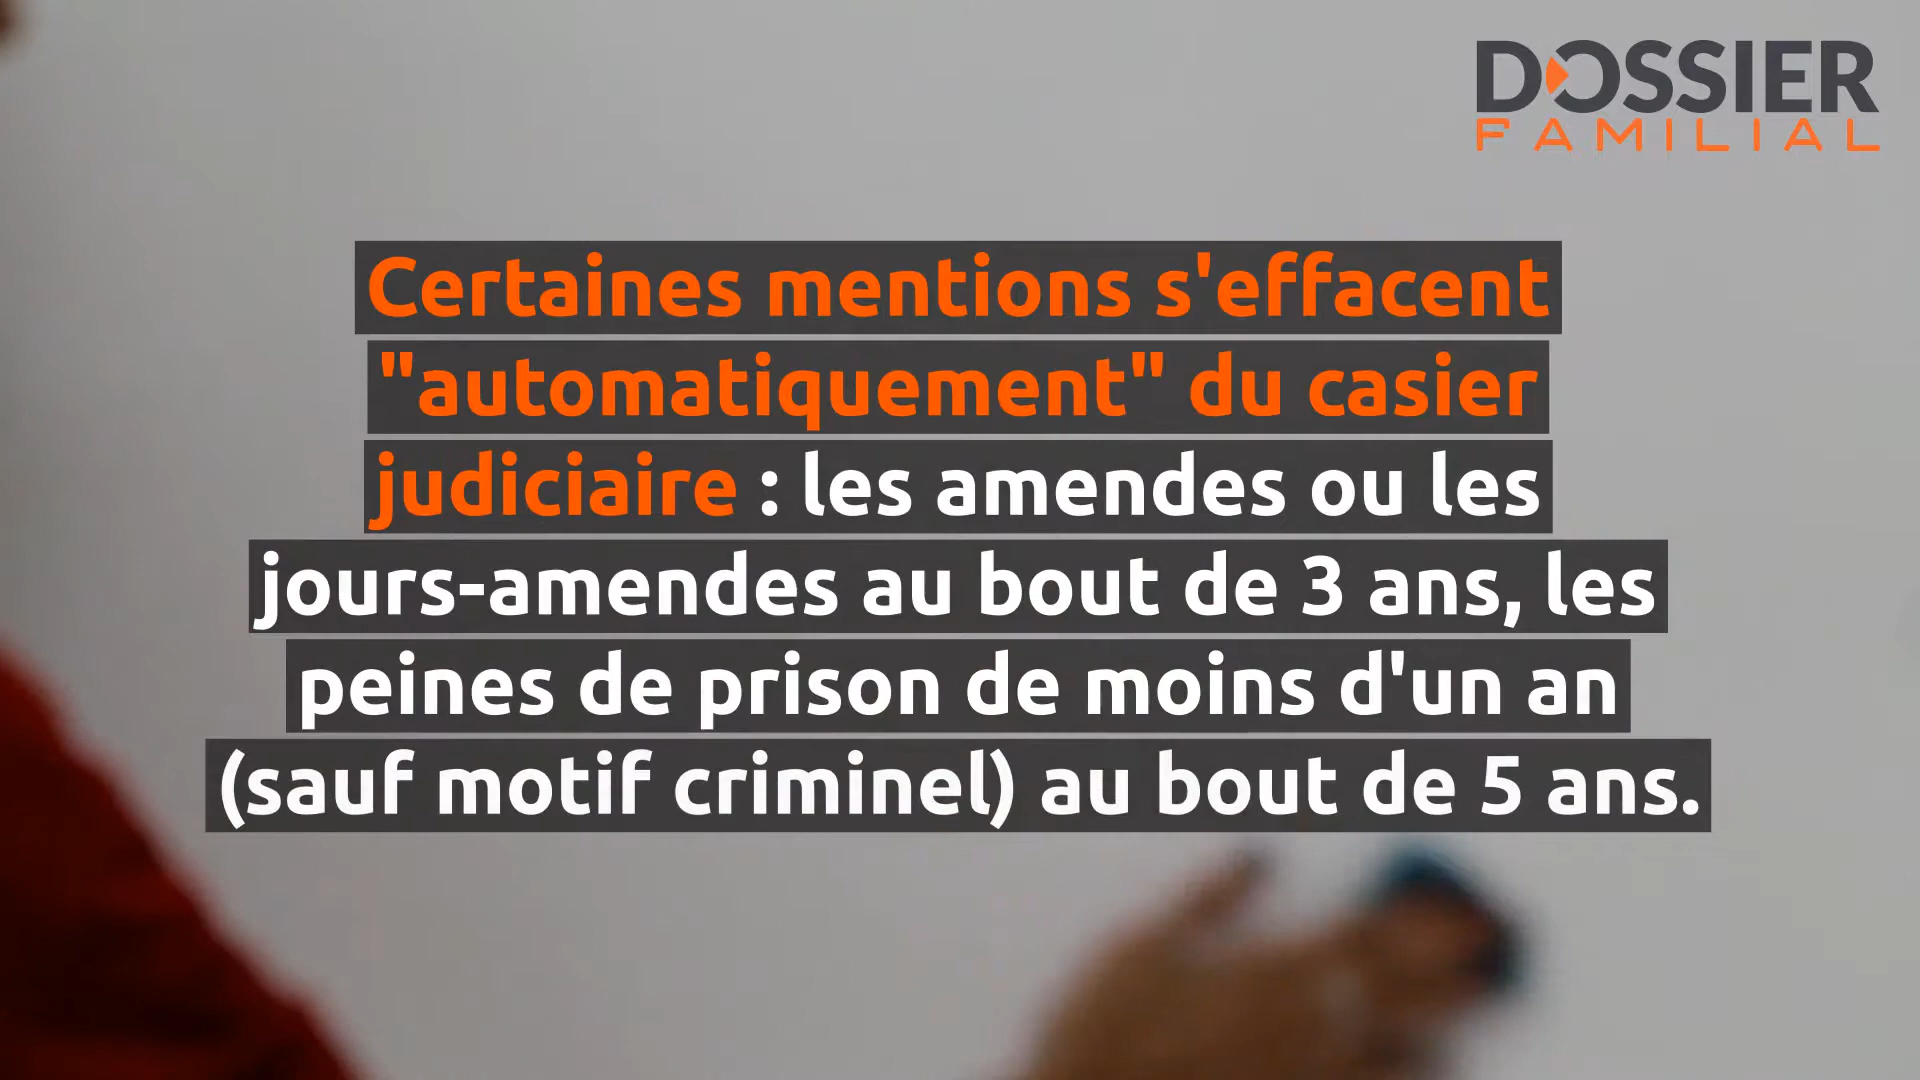 DOSSIER
FAMILIAL
Certaines mentions s'effacent
"automatiquement" du casier
judiciaire : les amendes ou les
jours-amendes au bout de 3 ans, les
peines de prison de moins d'un an
(sauf motif criminel) au bout de 5 ans.